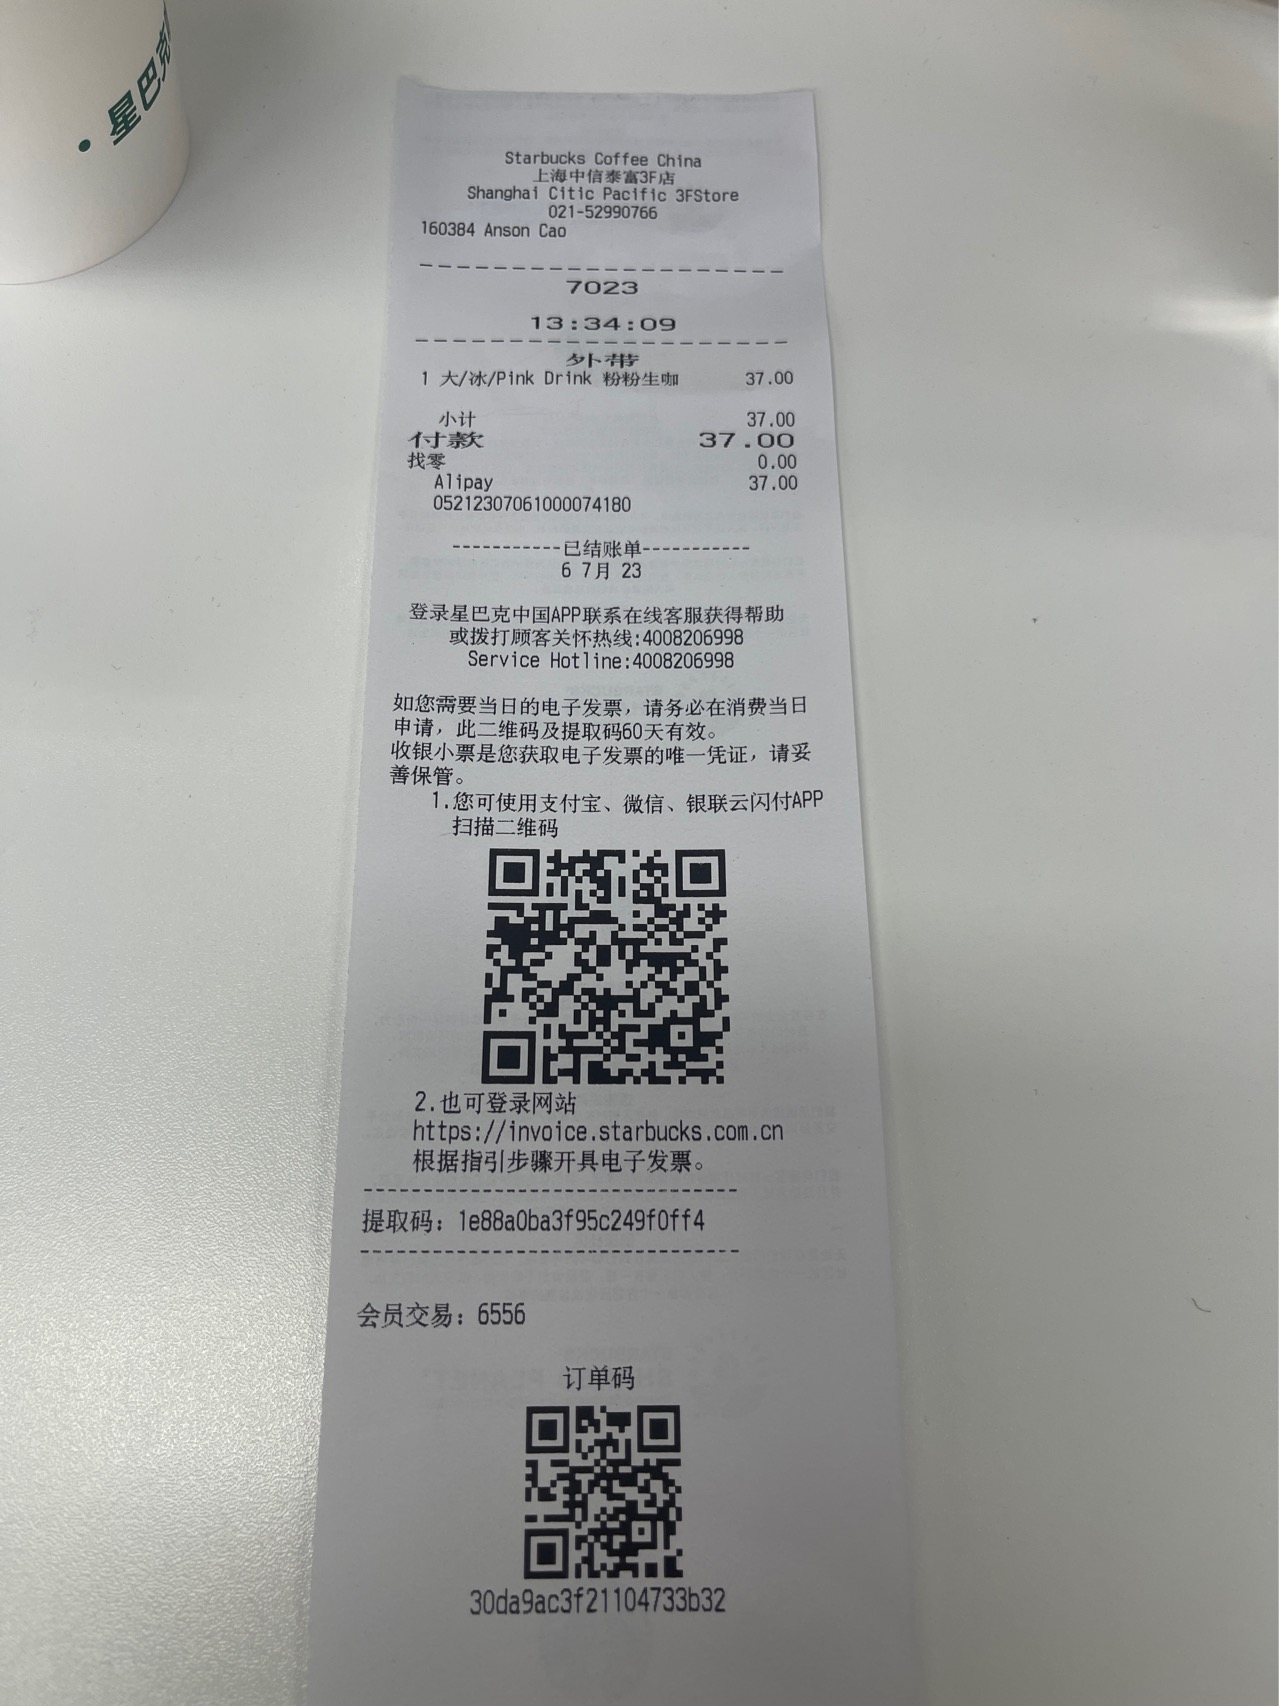 ·星巴克
Starbucks Coffee China
上海中信泰富3F店
Shanghai Citic Pacific 3FStore
021-52990766
160384 Anson Cao
--------------------
7023
13:34:09
--------------------
外带
1 大/冰/Pink Drink 粉粉生咖 37.00
小计 37.00
付款 37.00
找零 0.00
Alipay 37.00
05212307061000074180
-----------已结账单-----------
6 7月 23
登录星巴克中国APP联系在线客服获得帮助
或拨打顾客关怀热线:4008206998
Service Hotline:4008206998
如您需要当日的电子发票，请务必在消费当日
申请，此二维码及提取码60天有效。
收银小票是您获取电子发票的唯一凭证，请妥
善保管。
1.您可使用支付宝、微信、银联云闪付APP
扫描二维码
2.也可登录网站
https://invoice.starbucks.com.cn
根据指引步骤开具电子发票。
-------------------------------
提取码：1e88a0ba3f95c249f0ff4
-------------------------------
会员交易：6556
订单码
30da9ac3f21104733b32